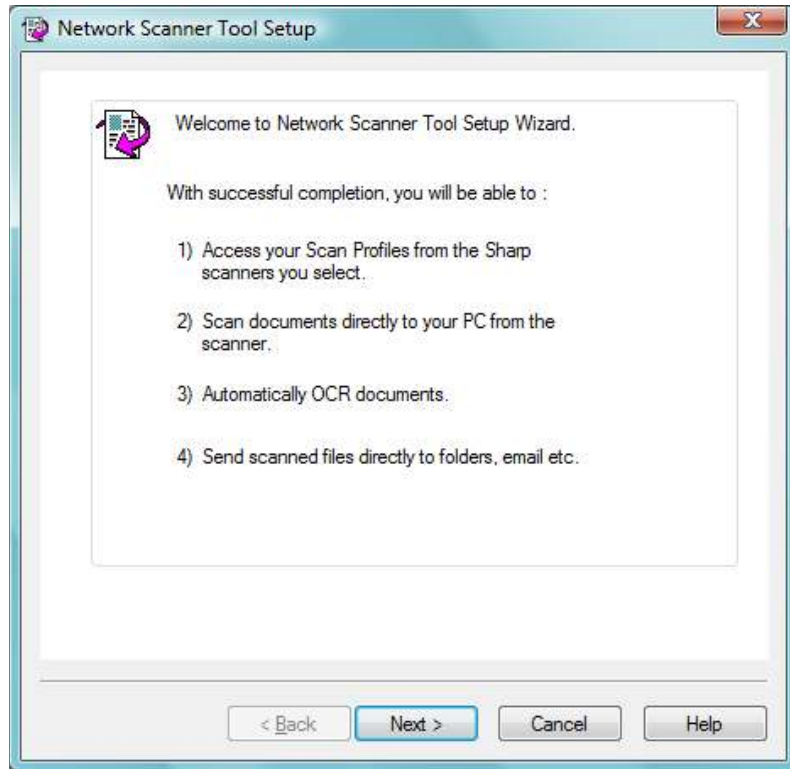 Network Scanner Tool Setup
Welcome to Network Scanner Tool Setup Wizard.
With successful completion, you will be able to :
1) Access your Scan Profiles from the Sharp
scanners you select.
2) Scan documents directly to your PC from the
scanner.
3) Automatically OCR documents.
4) Send scanned files directly to folders, email etc.
< Back
Next >
Cancel
Help